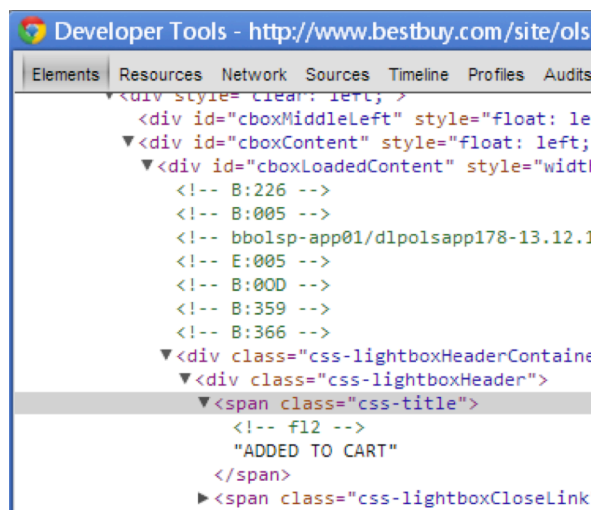 Developer Tools - http://www.bestbuy.com/site/ols
Elements Resources Network Sources Timeline Profiles Audits
▼<div style="clear: left;">
<div id="cboxMiddleLeft" style="float: le
▼<div id="cboxContent" style="float: left;
▼<div id="cboxLoadedContent" style="widt
<!-- B:226 -->
<!-- B:005 -->
<!-- bbolsp-app01/dlpolsapp178-13.12.1
<!-- E:005 -->
<!-- B:0OD -->
<!-- B:359 -->
<!-- B:366 -->
▼<div class="css-lightboxHeaderContaine
▼<div class="css-lightboxHeader">
▼<span class="css-title">
<!-- fl2 -->
"ADDED TO CART"
</span>
▶<span class="css-lightboxCloseLink